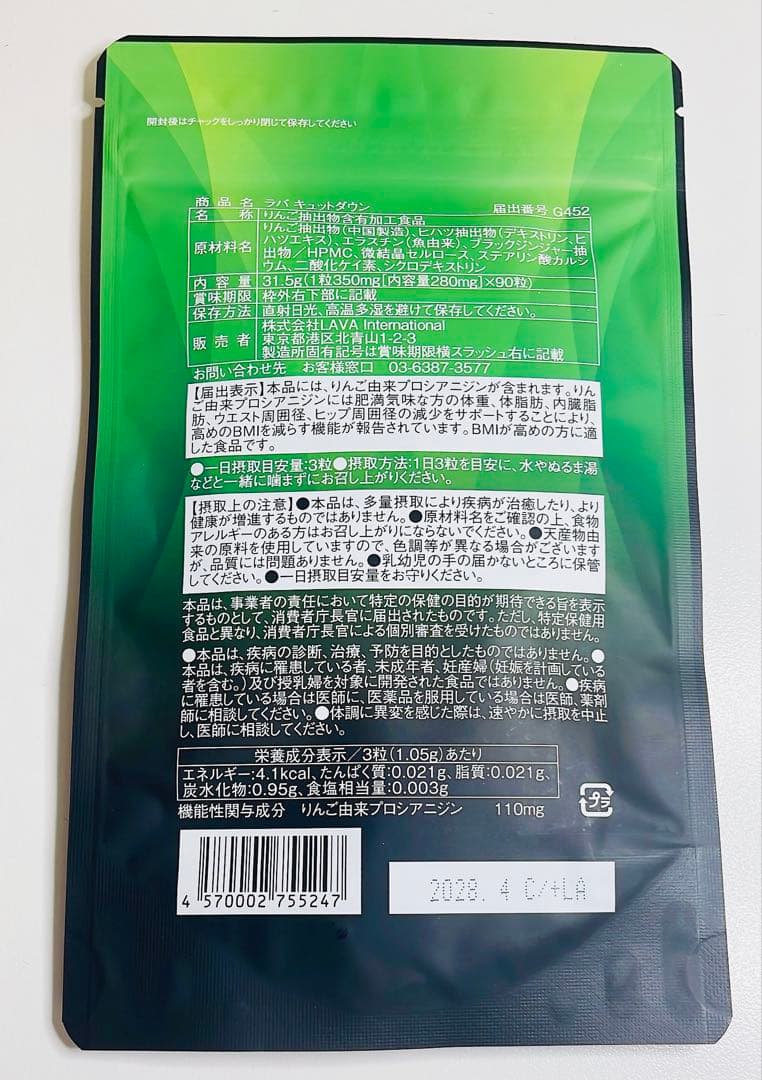 開封後はチャックをしっかり閉じて保存してください
商品名 ラバ キュットダウン 届出番号 G452
名称 りんご抽出物含有加工食品
原材料名 りんご抽出物(中国製造)、ヒハツ抽出物(デキストリン、ヒ
ハツエキス)、エラスチン(魚由来)、ブラックジンジャー抽
出物/HPMC、微結晶セルロース、ステアリン酸カルシ
ウム、二酸化ケイ素、シクロデキストリン
内容量 31.5g(1粒350mg[内容量280mg]×90粒)
賞味期限 枠外右下部に記載
保存方法 直射日光、高温多湿を避けて保存してください。
販売者 株式会社LAVA International
東京都港区北青山1-2-3
製造所固有記号は賞味期限横スラッシュ右に記載
お問い合わせ先 お客様窓口 03-6387-3577
【届出表示】本品には、りんご由来プロシアニジンが含まれます。りん
ご由来プロシアニジンには肥満気味な方の体重、体脂肪、内臓脂
肪、ウエスト周囲径、ヒップ周囲径の減少をサポートすることにより、
高めのBMIを減らす機能が報告されています。BMIが高めの方に適
した食品です。
●一日摂取目安量:3粒●摂取方法:1日3粒を目安に、水やぬるま湯
などと一緒に噛まずにお召し上がりください。
【摂取上の注意】●本品は、多量摂取により疾病が治癒したり、より
健康が増進するものではありません。●原材料名をご確認の上、食物
アレルギーのある方はお召し上がりにならないでください。●天産物由
来の原料を使用していますので、色調等が異なる場合がございます
が、品質には問題ありません。●乳幼児の手の届かないところに保管
してください。●一日摂取目安量をお守りください。
本品は、事業者の責任において特定の保健の目的が期待できる旨を表示
するものとして、消費者庁長官に届出されたものです。ただし、特定保健用
食品と異なり、消費者庁長官による個別審査を受けたものではありません。
●本品は、疾病の診断、治療、予防を目的としたものではありません。●
本品は、疾病に罹患している者、未成年者、妊産婦(妊娠を計画している
者を含む。)及び授乳婦を対象に開発された食品ではありません。●疾病
に罹患している場合は医師に、医薬品を服用している場合は医師、薬剤
師に相談してください。●体調に異変を感じた際は、速やかに摂取を中止
し、医師に相談してください。
栄養成分表示/3粒(1.05g)あたり
エネルギー:4.1kcal、たんぱく質:0.021g、脂質:0.021g、
炭水化物:0.95g、食塩相当量:0.003g
機能性関与成分 りんご由来プロシアニジン 110mg
プラ
4 570002 755247
2028. 4 C/+LA